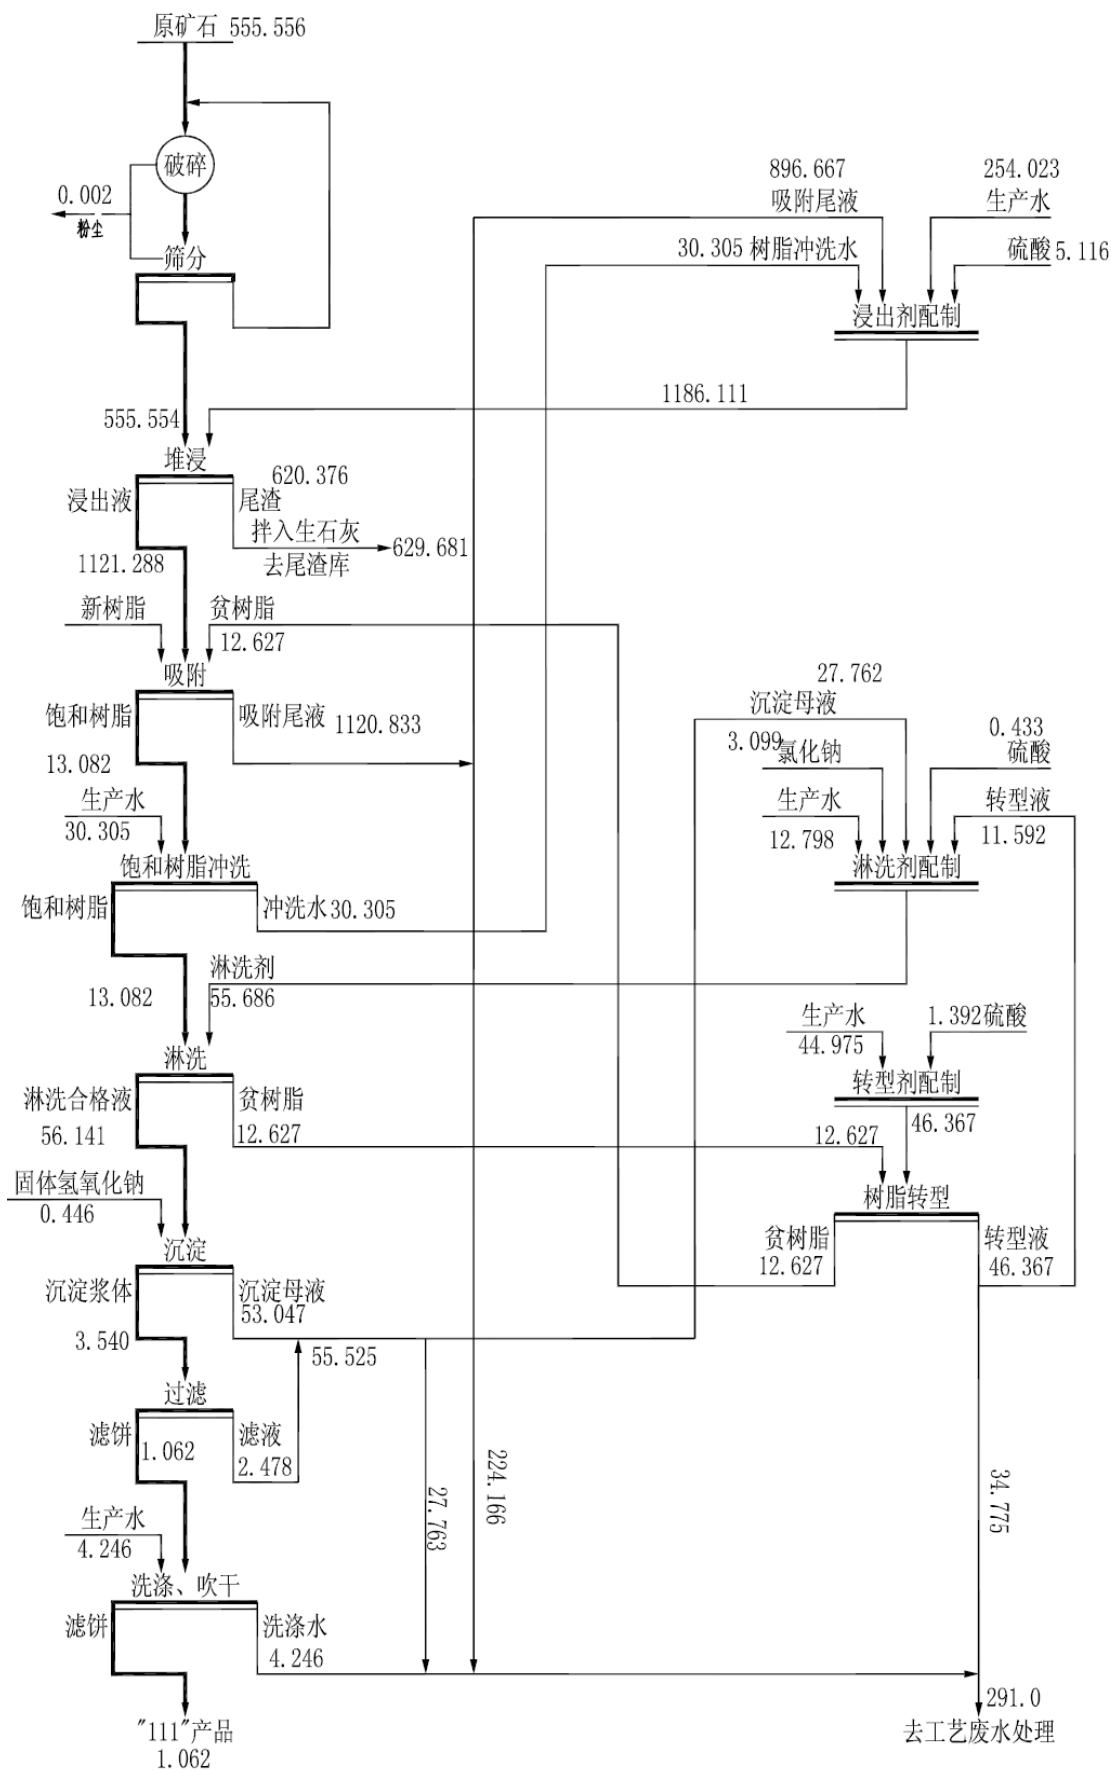 原矿石 555.556
破碎
0.002
粉尘
筛分
896.667
吸附尾液
254.023
生产水
30.305 树脂冲洗水
硫酸 5.116
浸出剂配制
1186.111
555.554
堆浸
浸出液
620.376
尾渣
拌入生石灰
去尾渣库
629.681
1121.288
新树脂
贫树脂
12.627
吸附
饱和树脂
吸附尾液 1120.833
13.082
生产水
30.305
27.762
沉淀母液
3.099
氯化钠
0.433
硫酸
生产水
12.798
转型液
11.592
饱和树脂冲洗
淋洗剂配制
饱和树脂
冲洗水 30.305
淋洗剂
55.686
13.082
生产水
44.975
1.392硫酸
淋洗
转型剂配制
淋洗合格液
56.141
贫树脂
12.627
12.627
46.367
固体氢氧化钠
0.446
树脂转型
沉淀
贫树脂
12.627
转型液
46.367
沉淀浆体
沉淀母液
53.047
3.540
55.525
过滤
滤饼
1.062
滤液
2.478
27.763
224.166
34.775
生产水
4.246
洗涤、吹干
滤饼
洗涤水
4.246
291.0
去工艺废水处理
"111"产品
1.062